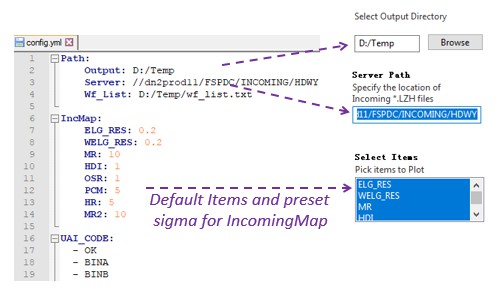 Select Output Directory
D:/Temp
Browse
config.yml
1 Path:
2 Output: D:/Temp
3 Server: //dn2prod11/FSPDC/INCOMING/HDWY
4 Wf_List: D:/Temp/wf_list.txt
5
6 IncMap:
7 ELG_RES: 0.2
8 WELG_RES: 0.2
9 MR: 10
10 HDI: 1
11 OSR: 1
12 PCM: 5
13 HR: 5
14 MR2: 10
15
16 UAI_CODE:
17 - OK
18 - BINA
19 - BINB
Server Path
Specify the location of
Incoming *.LZH files
11/FSPDC/INCOMING/HDWY
Select Items
Pick items to Plot
ELG_RES
WELG_RES
MR
HDI
Default Items and preset
sigma for IncomingMap